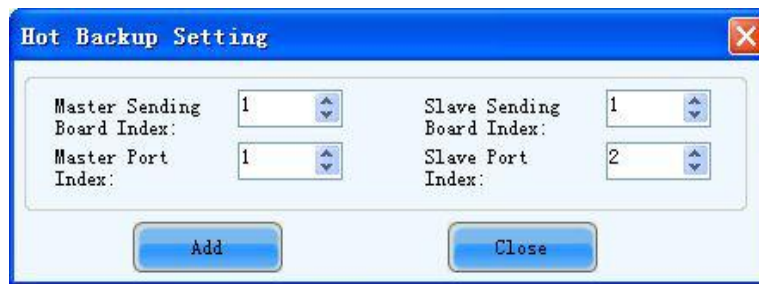 Hot Backup Setting
Master Sending
Board Index:
1
Slave Sending
Board Index:
1
Master Port
Index:
1
Slave Port
Index:
2
Add
Close